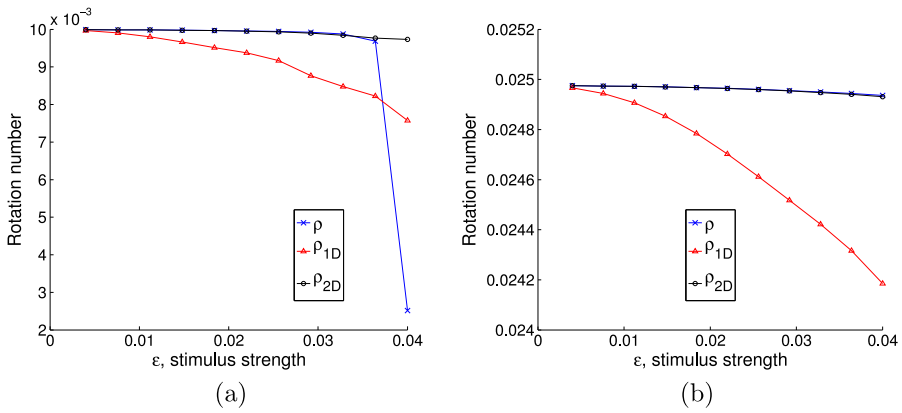 10 x 10⁻³
9
8
7
6
5
4
3
2
Rotation number
0
0.01
0.02
0.03
0.04
ε, stimulus strength
ρ
ρ1D
ρ2D
(a)
0.0252
0.025
0.0248
0.0246
0.0244
0.0242
0.024
Rotation number
0
0.01
0.02
0.03
0.04
ε, stimulus strength
ρ
ρ1D
ρ2D
(b)